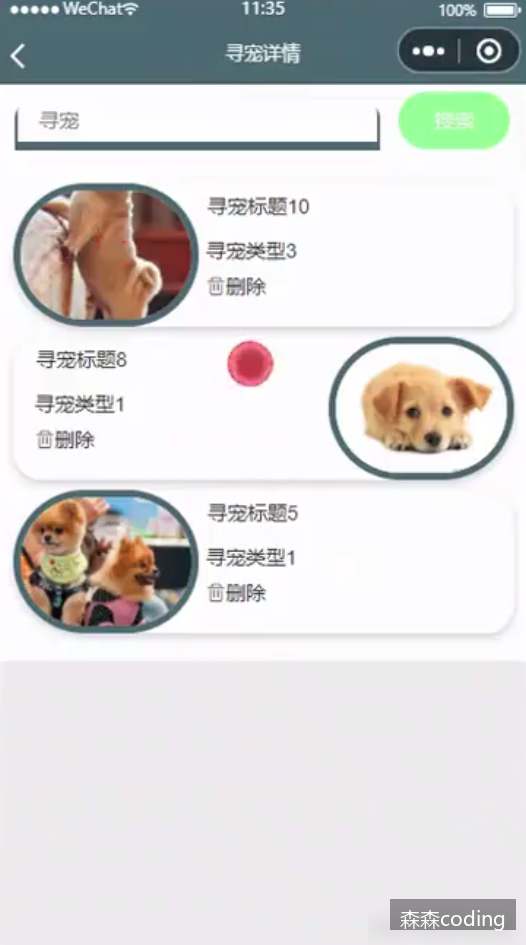 ●●●●● WeChat 11:35 100%
寻宠详情
寻宠
搜索
寻宠标题10
寻宠类型3
删除
寻宠标题8
寻宠类型1
删除
寻宠标题5
寻宠类型1
删除
森森coding